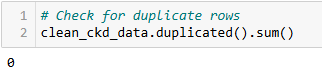 1 # Check for duplicate rows
2 clean_ckd_data.duplicated().sum()
0